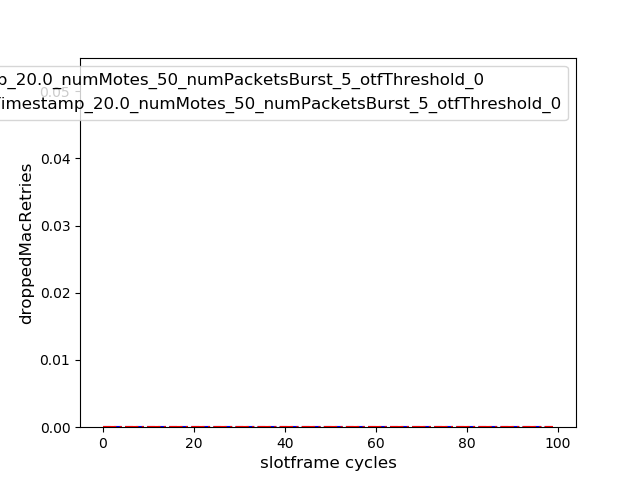 p_20.0_numMotes_50_numPacketsBurst_5_otfThreshold_0
Timestamp_20.0_numMotes_50_numPacketsBurst_5_otfThreshold_0
0.05
0.04
0.03
0.02
0.01
0.00
droppedMacRetries
0 20 40 60 80 100
slotframe cycles